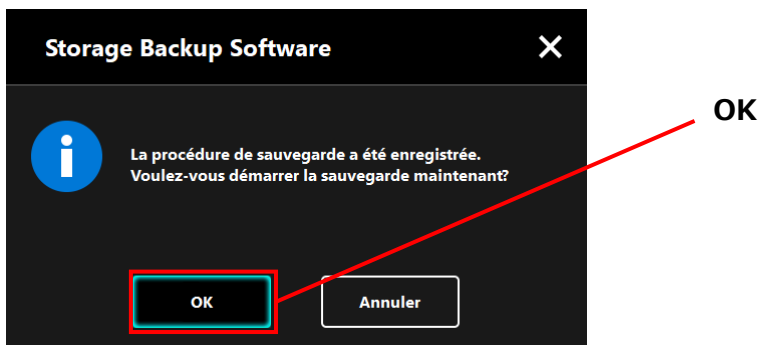 Storage Backup Software
OK
La procédure de sauvegarde a été enregistrée.
Voulez-vous démarrer la sauvegarde maintenant?
OK
Annuler